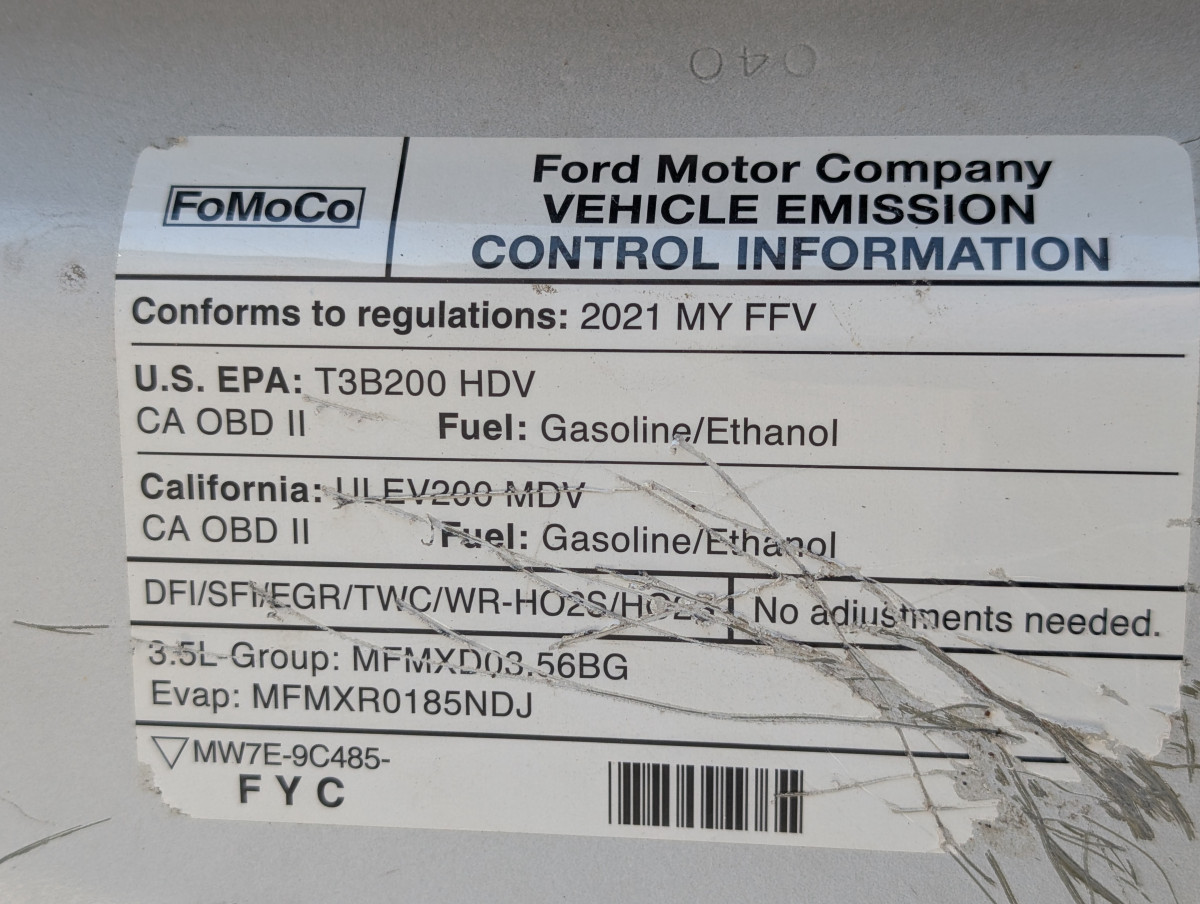 040
FoMoCo
Ford Motor Company
VEHICLE EMISSION
CONTROL INFORMATION
Conforms to regulations: 2021 MY FFV
U.S. EPA: T3B200 HDV
CA OBD II Fuel: Gasoline/Ethanol
California: ULEV200 MDV
CA OBD II Fuel: Gasoline/Ethanol
DFI/SFI/EGR/TWC/WR-HO2S/HO2S
No adjustments needed.
3.5L-Group: MFMXD03.56BG
Evap: MFMXR0185NDJ
MW7E-9C485-
FYC